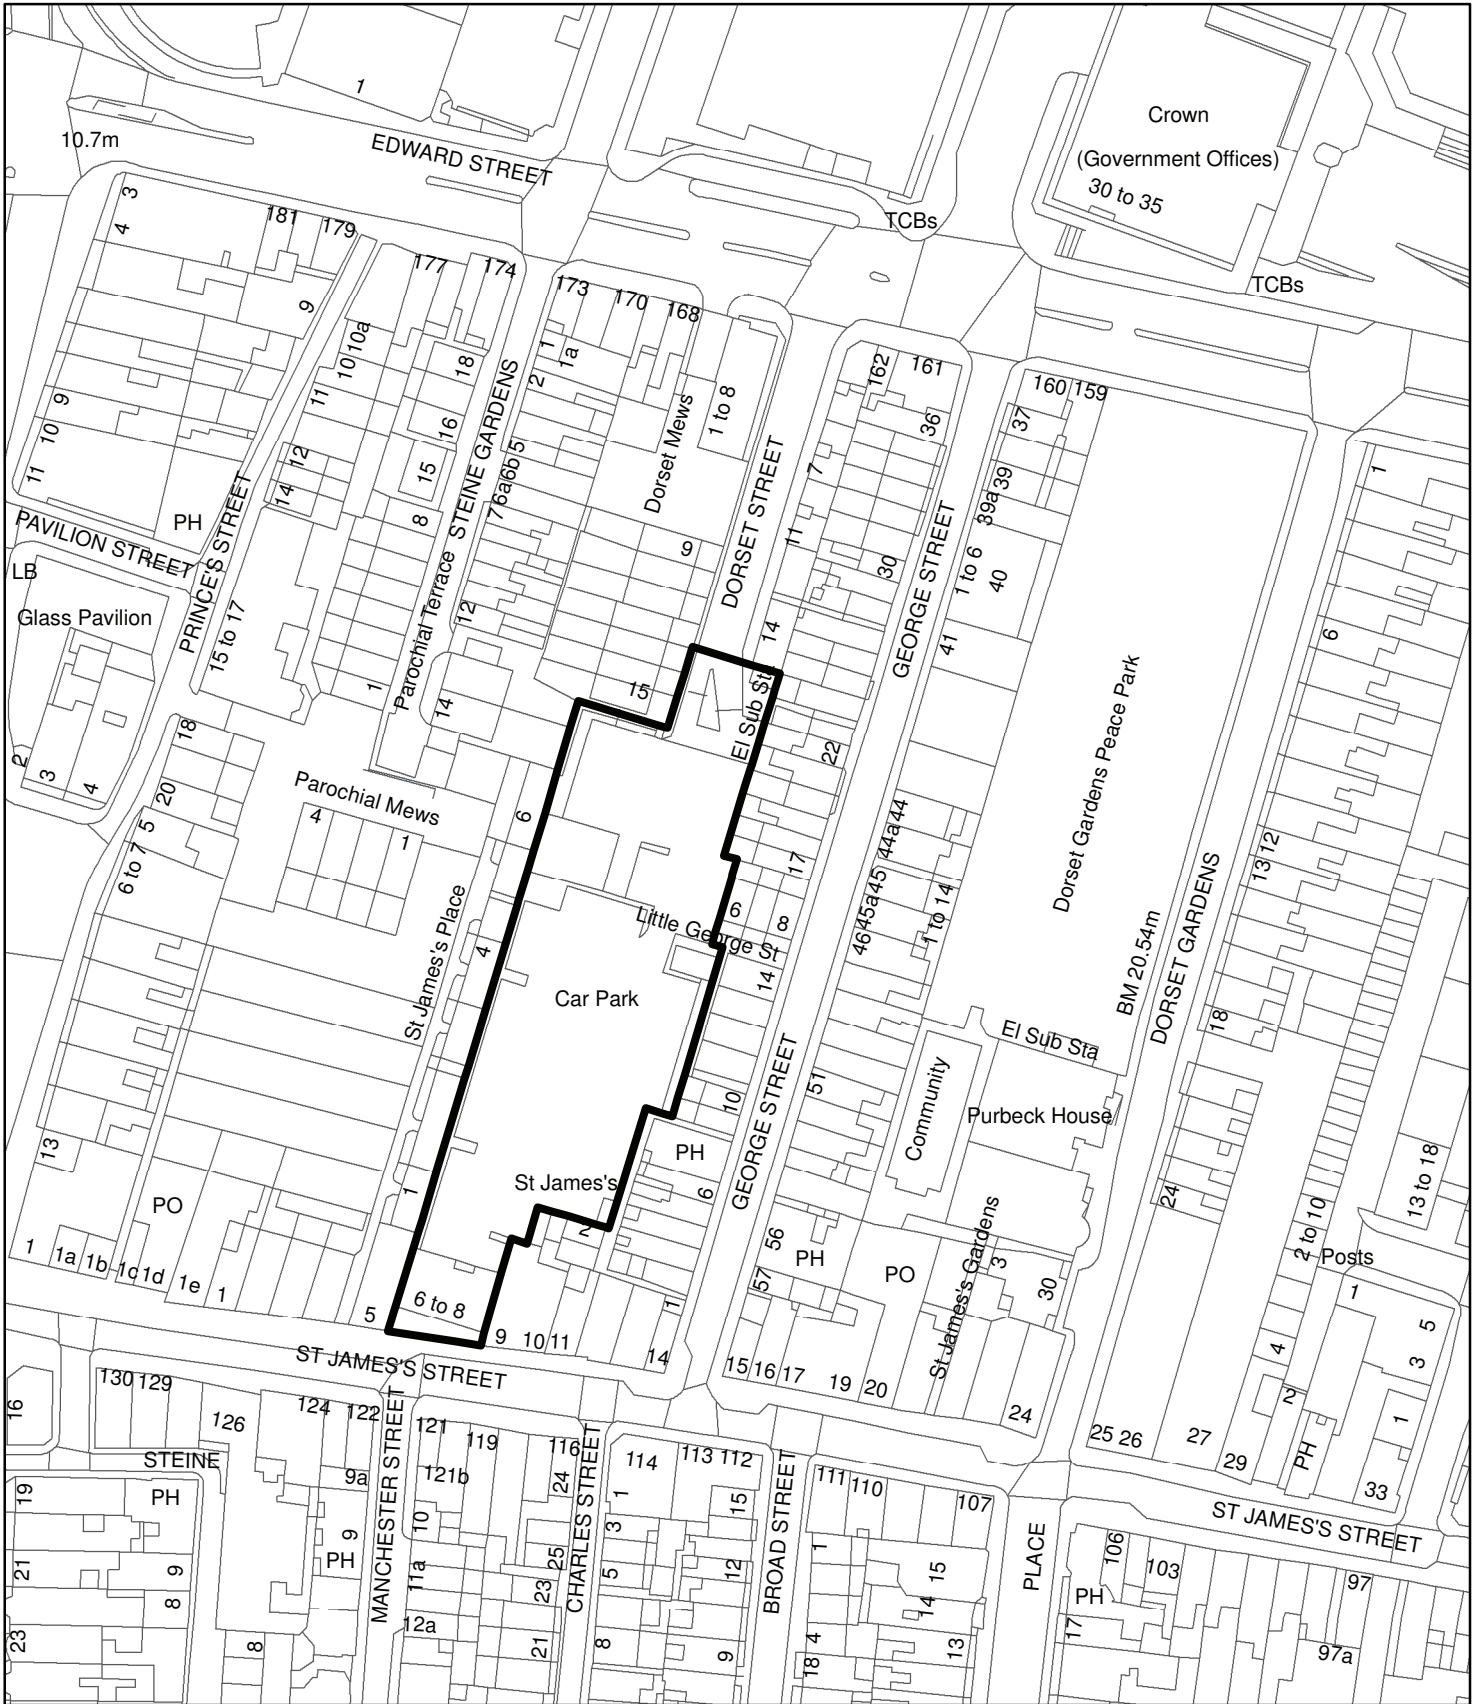 1
EDWARD STREET
10.7m
Crown
(Government Offices)
30 to 35
TCBs
TCBs
3
4
181
179
9
177
174
173
170
168
1
1a
2
5
6b
6a
7
12
18
16
15
8
1
10a
10
11
12
14
9
10
11
PH
PAVILION STREET
LB
Glass Pavilion
PRINCE'S STREET
15 to 17
Parochial Terrace
STEINE GARDENS
Dorset Mews
1 to 8
9
DORSET STREET
162
161
36
7
11
30
14
GEORGE STREET
160
159
37
39
39a
1 to 6
40
41
Dorset Gardens Peace Park
1
6
15
14
El Sub Sta
22
17
6
8
14
10
Little George St
Car Park
St James's
2
18
20
5
6 to 7
2
3
4
Parochial Mews
4
1
6
4
St James's Place
1
44
44a
45
45a
46
1 to 14
51
GEORGE STREET
12
13
BM 20.54m
DORSET GARDENS
18
El Sub Sta
Community
Purbeck House
24
13 to 18
2 to 10
Posts
1
5
3
1
4
2
PH
33
PH
6
1
56
57
PH
PO
St James's Gardens
3
30
13
PO
1
1a
1b
1c
1d
1e
1
5
6 to 8
9
10
11
14
15
16
17
19
20
24
25
26
27
29
ST JAMES'S STREET
ST JAMES'S STREET
16
130
129
126
124
122
121
119
116
114
113
112
111
110
107
STEINE
19
PH
21
9
8
23
8
9a
9
PH
MANCHESTER STREET
121b
10
11a
12a
24
25
23
21
CHARLES STREET
1
3
5
8
15
12
9
BROAD STREET
1
4
18
15
14
13
PLACE
PH
17
106
103
97
97a